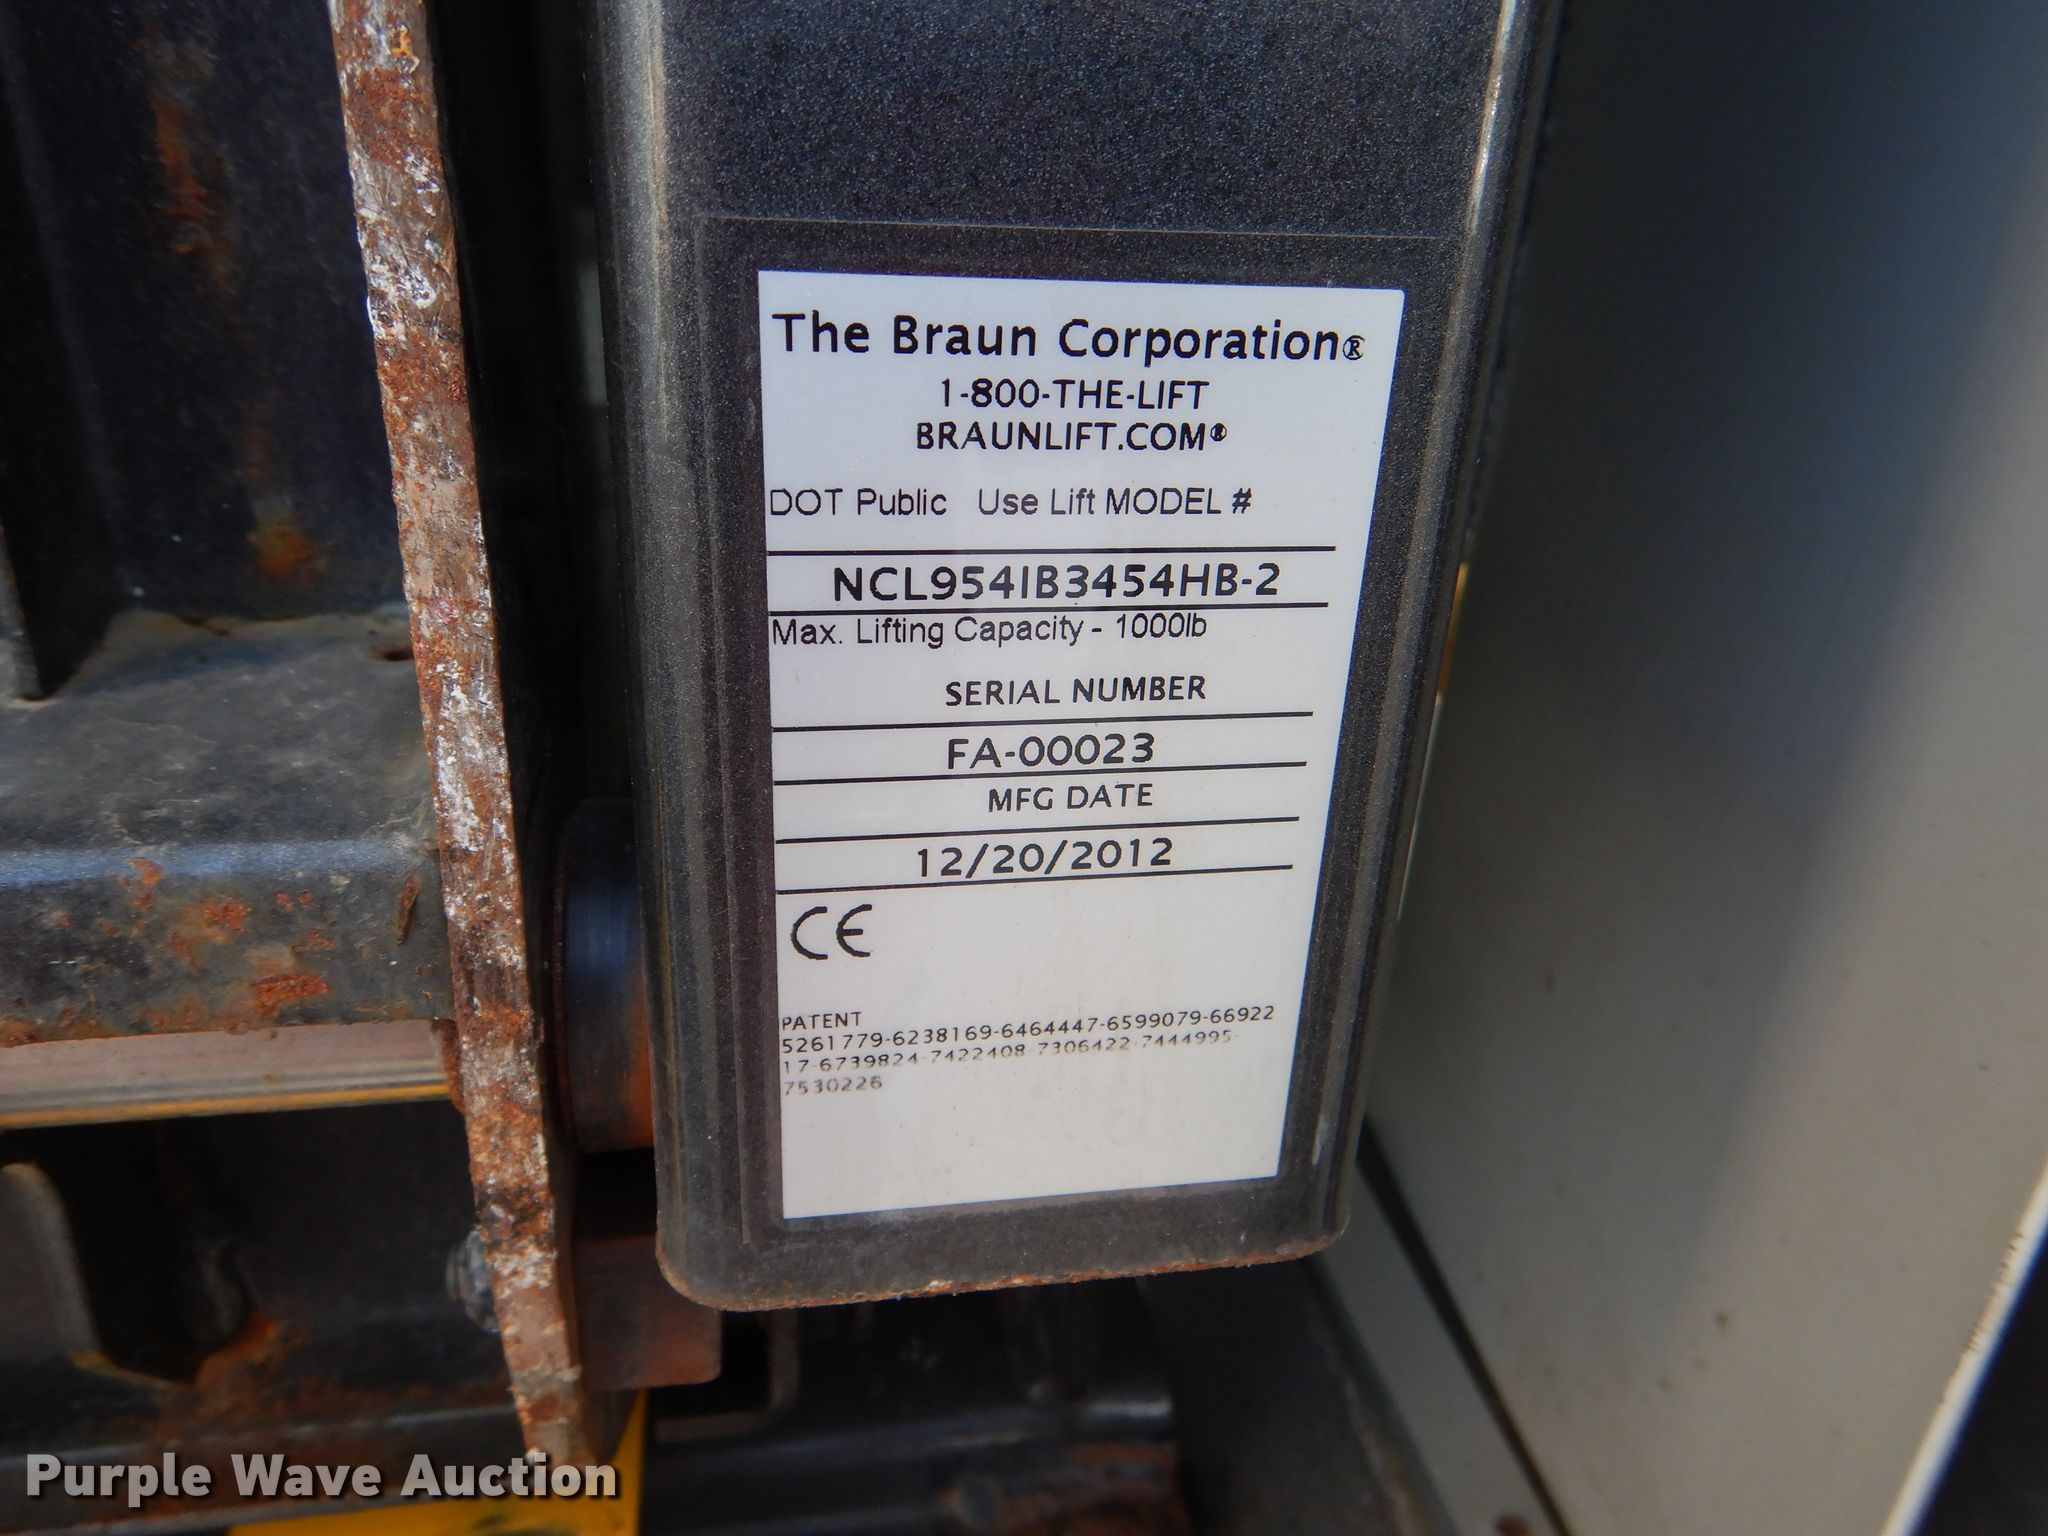 The Braun Corporation®
1-800-THE-LIFT
BRAUNLIFT.COM®
DOT Public Use Lift MODEL #
NCL954IB3454HB-2
Max. Lifting Capacity - 1000lb
SERIAL NUMBER
FA-00023
MFG DATE
12/20/2012
CE
PATENT
5261779-6238169-6464447-6599079-66922
17-6739824-7422408-7306422-7444995-
7530226
Purple Wave Auction